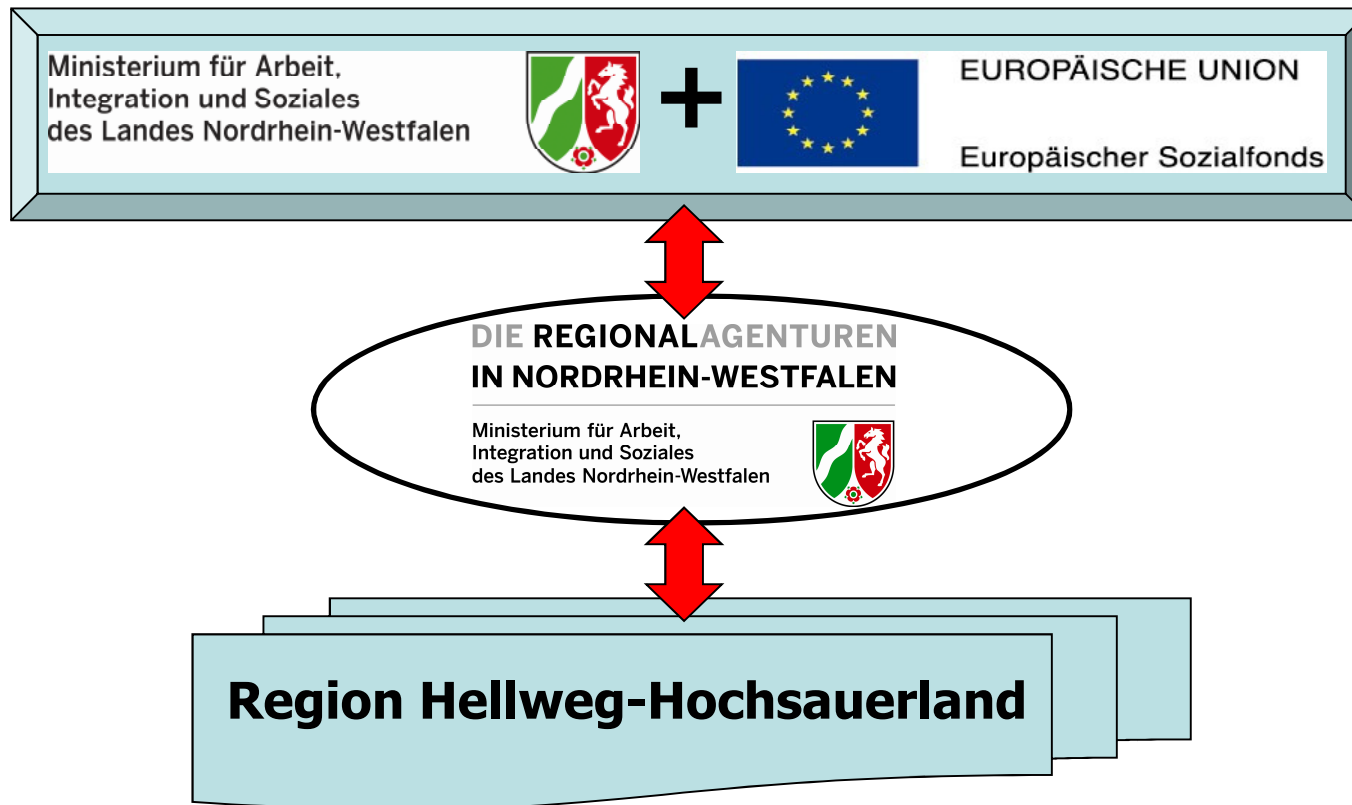 Ministerium für Arbeit,
Integration und Soziales
des Landes Nordrhein-Westfalen
+
EUROPÄISCHE UNION
Europäischer Sozialfonds
DIE REGIONALAGENTUREN
IN NORDRHEIN-WESTFALEN
Ministerium für Arbeit,
Integration und Soziales
des Landes Nordrhein-Westfalen
Region Hellweg-Hochsauerland